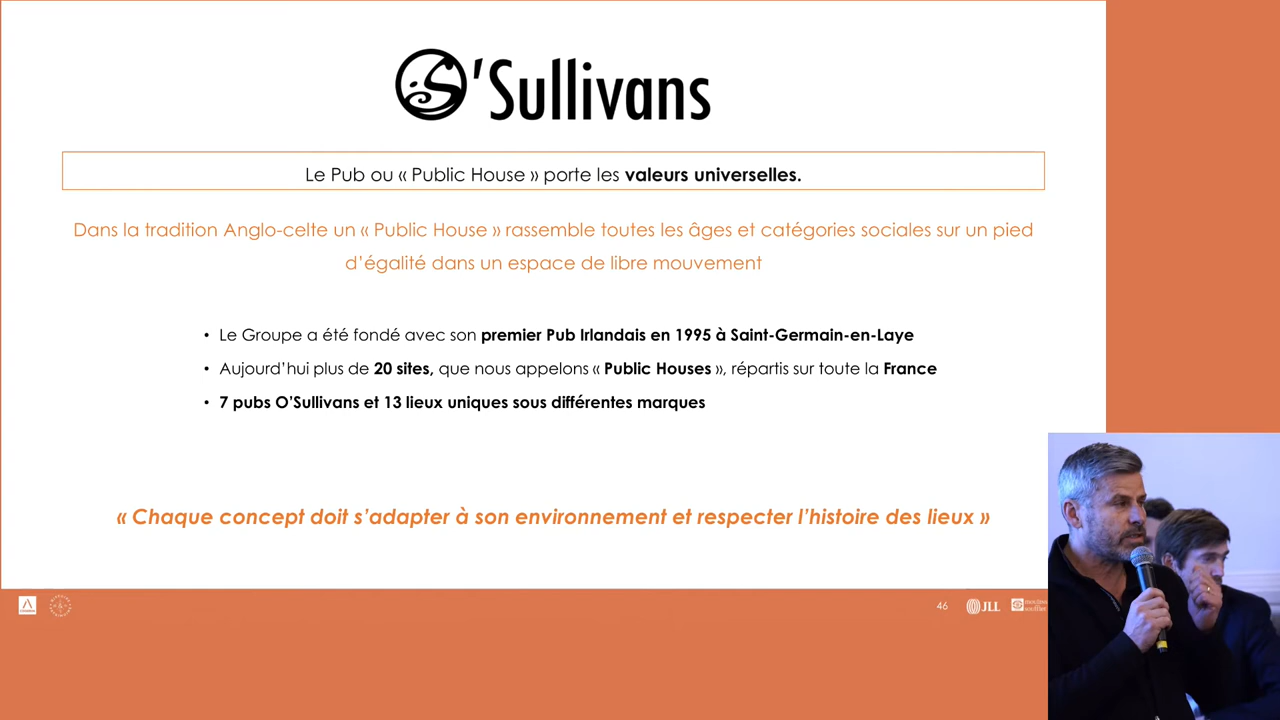 O'Sullivans
Le Pub ou « Public House » porte les valeurs universelles.
Dans la tradition Anglo-celte un « Public House » rassemble toutes les âges et catégories sociales sur un pied
d'égalité dans un espace de libre mouvement
• Le Groupe a été fondé avec son premier Pub Irlandais en 1995 à Saint-Germain-en-Laye
• Aujourd'hui plus de 20 sites, que nous appelons « Public Houses », répartis sur toute la France
• 7 pubs O'Sullivans et 13 lieux uniques sous différentes marques
« Chaque concept doit s'adapter à son environnement et respecter l'histoire des lieux »
46
JLL